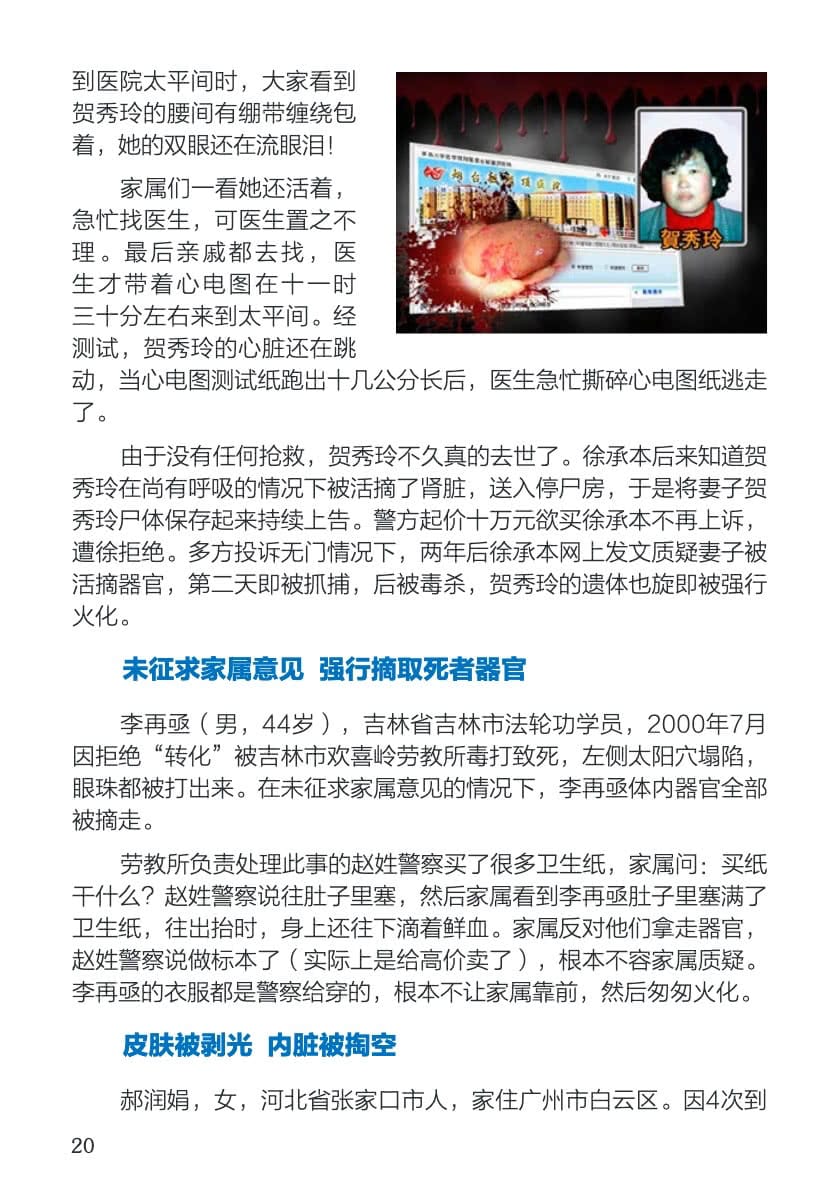 到医院太平间时，大家看到
贺秀玲的腰间有绷带缠绕包
着，她的双眼还在流眼泪！
家属们一看她还活着，
急忙找医生，可医生置之不
理。最后亲戚都去找，医
生才带着心电图在十一时
三十分左右来到太平间。经
测试，贺秀玲的心脏还在跳
賀秀玲
动，当心电图测试纸跑出十几公分长后，医生急忙撕碎心电图纸逃走
了。
由于没有任何抢救，贺秀玲不久真的去世了。徐承本后来知道贺
秀玲在尚有呼吸的情况下被活摘了肾脏，送入停尸房，于是将妻子贺
秀玲尸体保存起来持续上告。警方起价十万元欲买徐承本不再上诉，
遭徐拒绝。多方投诉无门情况下，两年后徐承本网上发文质疑妻子被
活摘器官，第二天即被抓捕，后被毒杀，贺秀玲的遗体也旋即被强行
火化。
未征求家属意见 强行摘取死者器官
李再亟（男，44岁），吉林省吉林市法轮功学员，2000年7月
因拒绝“转化”被吉林市欢喜岭劳教所毒打致死，左侧太阳穴塌陷，
眼珠都被打出来。在未征求家属意见的情况下，李再亟体内器官全部
被摘走。
劳教所负责处理此事的赵姓警察买了很多卫生纸，家属问：买纸
干什么？赵姓警察说往肚子里塞，然后家属看到李再亟肚子里塞满了
卫生纸，往出抬时，身上还往下滴着鲜血。家属反对他们拿走器官，
赵姓警察说做标本了（实际上是给高价卖了），根本不容家属质疑。
李再亟的衣服都是警察给穿的，根本不让家属靠前，然后匆匆火化。
皮肤被剥光 内脏被掏空
郝润娟，女，河北省张家口市人，家住广州市白云区。因4次到
20